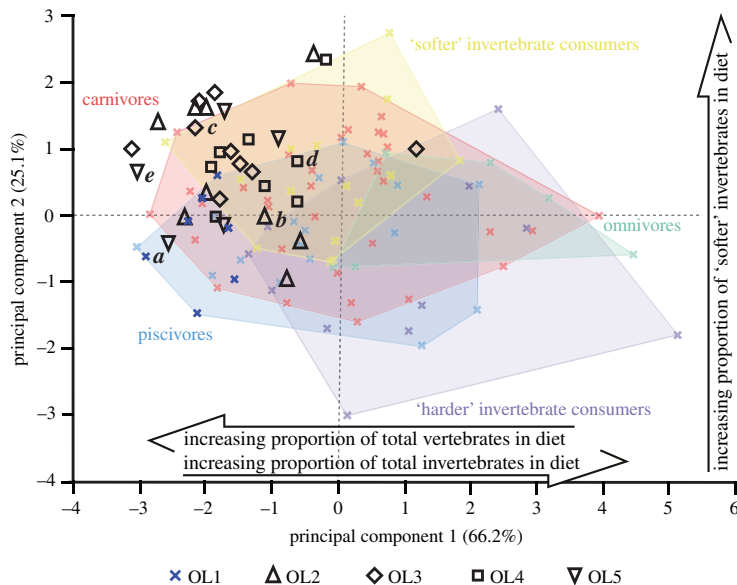 3
2
1
0
–1
–2
–3
–4
principal component 2 (25.1%)
'softer' invertebrate consumers
carnivores
c
d
e
b
a
omnivores
piscivores
'harder' invertebrate consumers
increasing proportion of total vertebrates in diet
increasing proportion of total invertebrates in diet
increasing proportion of 'softer' invertebrates in diet
–4 –3 –2 –1 0 1 2 3 4 5 6
principal component 1 (66.2%)
OL1 OL2 OL3 OL4 OL5